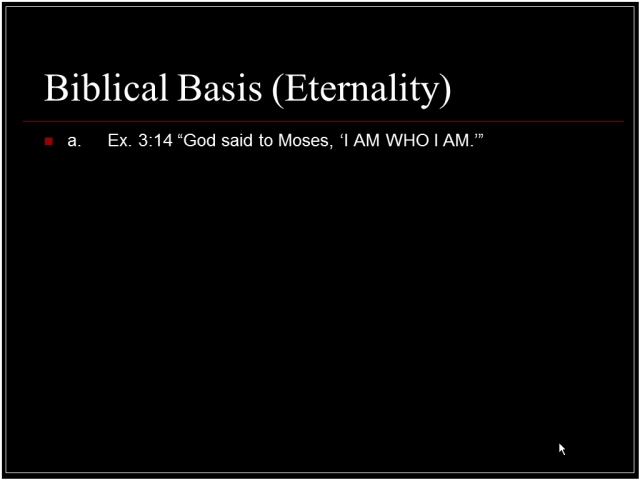 Biblical Basis (Eternality)
a. Ex. 3:14 “God said to Moses, ‘I AM WHO I AM.’”